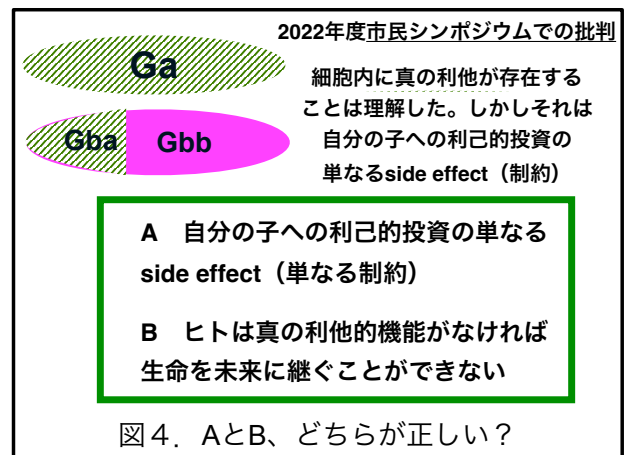 2022年度市民シンポジウムでの批判
Ga
細胞内に真の利他が存在する
ことは理解した。しかしそれは
自分の子への利己的投資の
単なるside effect（制約）
Gba Gbb
A 自分の子への利己的投資の単なる
side effect（単なる制約）
B ヒトは真の利他的機能がなければ
生命を未来に継ぐことができない
図４．AとB、どちらが正しい？